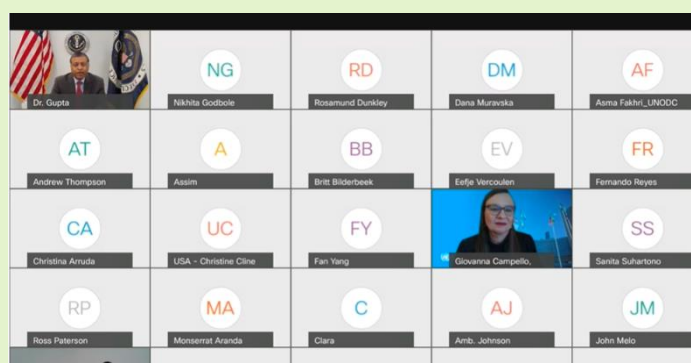 NG
RD
DM
AF
Dr. Gupta
Nikhita Godbole
Rosamund Dunkley
Dana Muravska
Asma Fakhri_UNODC
AT
A
BB
EV
FR
Andrew Thompson
Assim
Britt Bilderbeek
Eefje Vercoulen
Fernando Reyes
CA
UC
FY
SS
Christina Arruda
USA - Christine Cline
Fan Yang
Giovanna Campello,
Sanita Suhartono
RP
MA
C
AJ
JM
Ross Paterson
Monserrat Aranda
Clara
Amb. Johnson
John Melo